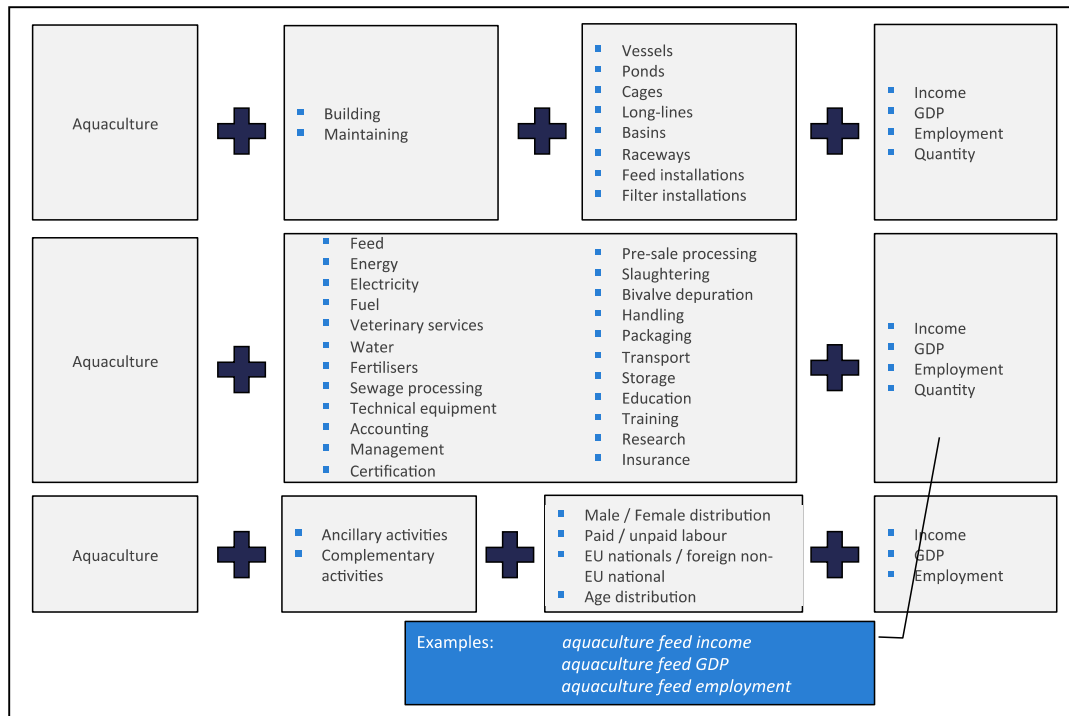 Aquaculture
Building
Maintaining
Vessels
Ponds
Cages
Long-lines
Basins
Raceways
Feed installations
Filter installations
Income
GDP
Employment
Quantity
Aquaculture
Feed
Energy
Electricity
Fuel
Veterinary services
Water
Fertilisers
Sewage processing
Technical equipment
Accounting
Management
Certification
Pre-sale processing
Slaughtering
Bivalve depuration
Handling
Packaging
Transport
Storage
Education
Training
Research
Insurance
Income
GDP
Employment
Quantity
Aquaculture
Ancillary activities
Complementary
activities
Male / Female distribution
Paid / unpaid labour
EU nationals / foreign non-
EU national
Age distribution
Income
GDP
Employment
Examples: aquaculture feed income
aquaculture feed GDP
aquaculture feed employment